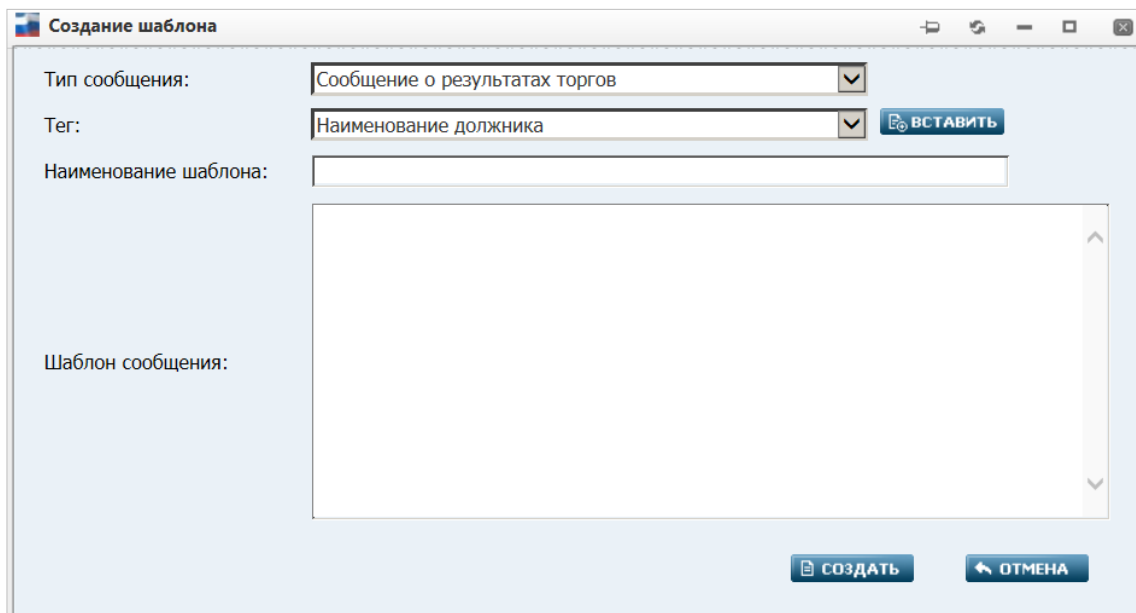 Создание шаблона
Тип сообщения: Сообщение о результатах торгов
Тег: Наименование должника ВСТАВИТЬ
Наименование шаблона:
Шаблон сообщения:
СОЗДАТЬ ОТМЕНА